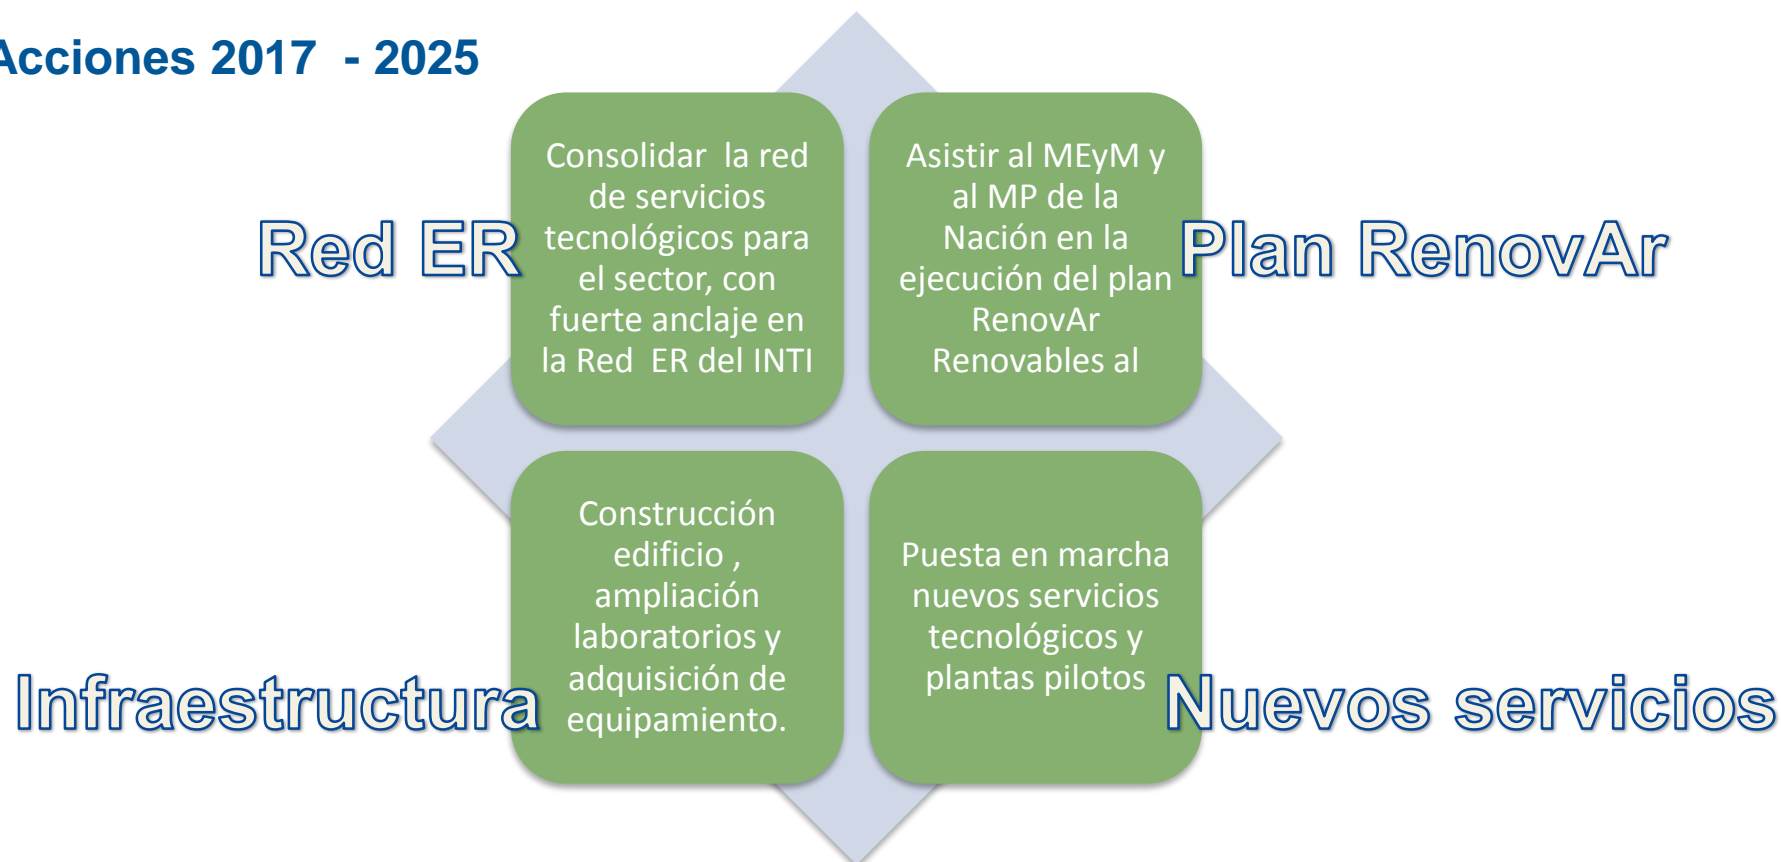 Acciones 2017 - 2025
Red ER
Consolidar la red
de servicios
tecnológicos para
el sector, con
fuerte anclaje en
la Red ER del INTI
Asistir al MEyM y
al MP de la
Nación en la
ejecución del plan
RenovAr
Renovables al
Plan RenovAr
Infraestructura
Construcción
edificio ,
ampliación
laboratorios y
adquisición de
equipamiento.
Puesta en marcha
nuevos servicios
tecnológicos y
plantas pilotos
Nuevos servicios